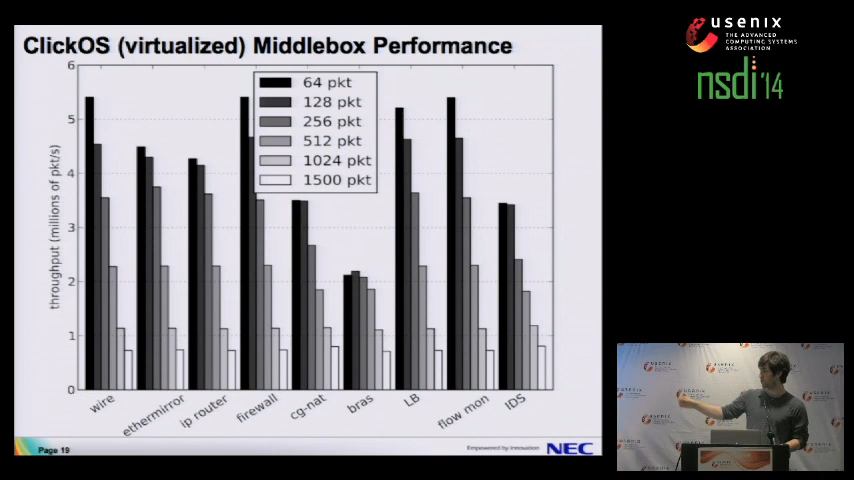 ClickOS (virtualized) Middlebox Performance
throughput (millions of pkt/s)
6
5
4
3
2
1
0
64 pkt
128 pkt
256 pkt
512 pkt
1024 pkt
1500 pkt
wire
ethermirror
ip router
firewall
cg-nat
bras
LB
flow mon
IDS
Page 19
Empowered by Innovation
NEC
usenix
THE ADVANCED
COMPUTING SYSTEMS
ASSOCIATION
nsdi '14